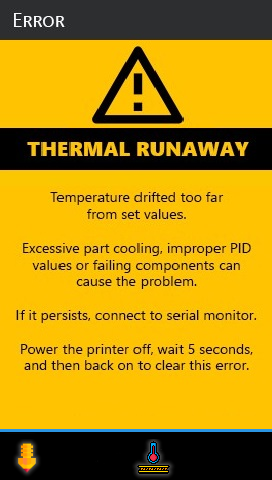 Error
THERMAL RUNAWAY
Temperature drifted too far
from set values.
Excessive part cooling, improper PID
values or failing components can
cause the problem.
If it persists, connect to serial monitor.
Power the printer off, wait 5 seconds,
and then back on to clear this error.